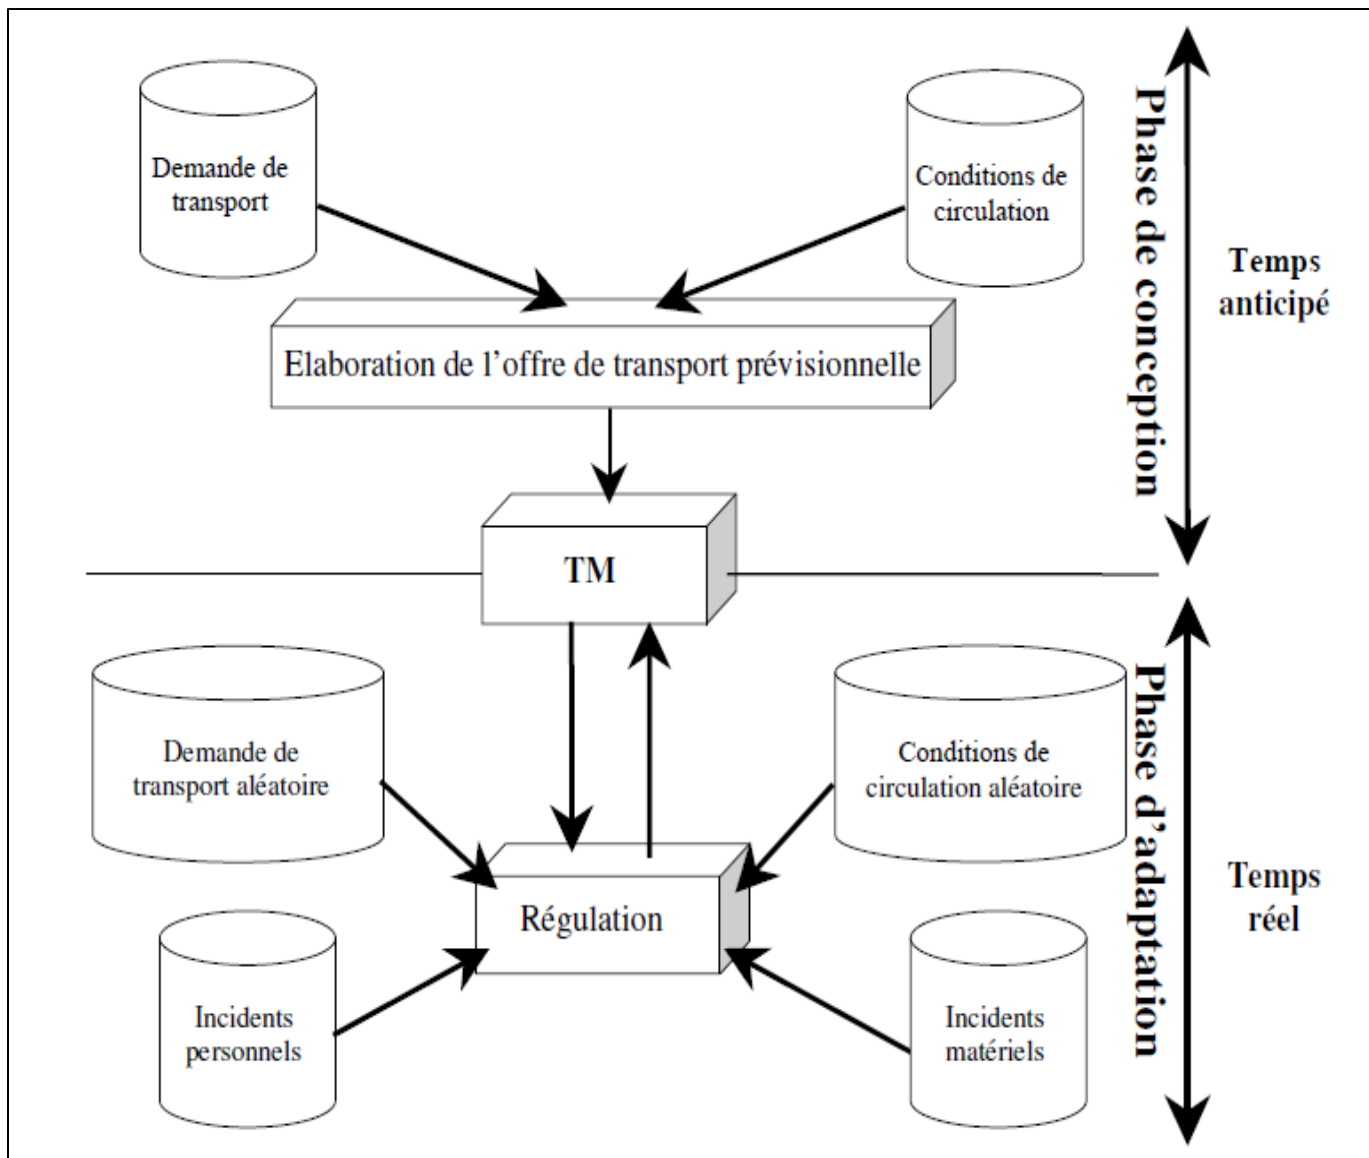 Demande de
transport
Conditions de
circulation
Phase de conception
Temps
anticipé
Elaboration de l’offre de transport prévisionnelle
TM
Demande de
transport aléatoire
Conditions de
circulation aléatoire
Phase d’adaptation
Temps
réel
Régulation
Incidents
personnels
Incidents
matériels